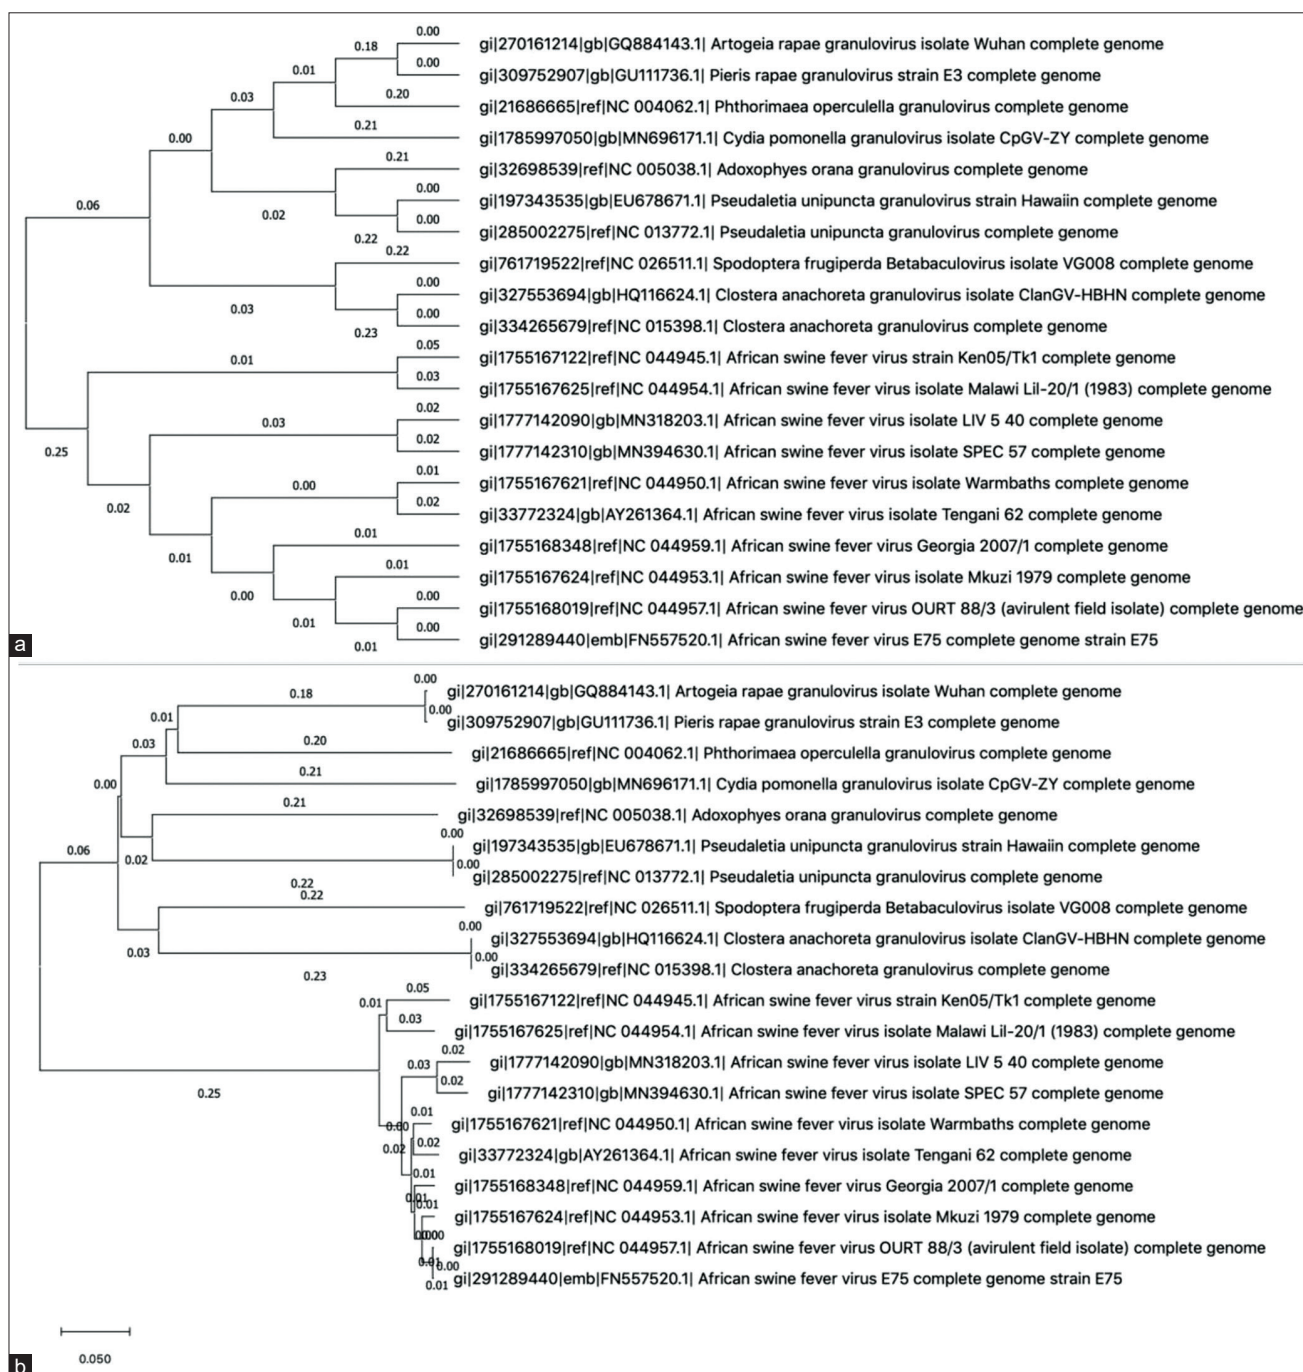 0.00
0.18
gi|270161214|gb|GQ884143.1| Artogeia rapae granulovirus isolate Wuhan complete genome
0.01
0.00
gi|309752907|gb|GU111736.1| Pieris rapae granulovirus strain E3 complete genome
0.03
0.20
gi|21686665|ref|NC 004062.1| Phthorimaea operculella granulovirus complete genome
0.00
0.21
gi|1785997050|gb|MN696171.1| Cydia pomonella granulovirus isolate CpGV-ZY complete genome
0.21
gi|32698539|ref|NC 005038.1| Adoxophyes orana granulovirus complete genome
0.06
0.02
0.00
gi|197343535|gb|EU678671.1| Pseudaletia unipuncta granulovirus strain Hawaiin complete genome
0.00
gi|285002275|ref|NC 013772.1| Pseudaletia unipuncta granulovirus complete genome
0.22
0.22
gi|761719522|ref|NC 026511.1| Spodoptera frugiperda Betabaculovirus isolate VG008 complete genome
0.03
0.00
gi|327553694|gb|HQ116624.1| Clostera anachoreta granulovirus isolate ClanGV-HBHN complete genome
0.00
gi|334265679|ref|NC 015398.1| Clostera anachoreta granulovirus complete genome
0.23
0.01
0.05
gi|1755167122|ref|NC 044945.1| African swine fever virus strain Ken05/Tk1 complete genome
0.03
gi|1755167625|ref|NC 044954.1| African swine fever virus isolate Malawi Lil-20/1 (1983) complete genome
0.03
0.02
gi|1777142090|gb|MN318203.1| African swine fever virus isolate LIV 5 40 complete genome
0.25
0.02
gi|1777142310|gb|MN394630.1| African swine fever virus isolate SPEC 57 complete genome
0.02
0.00
0.01
gi|1755167621|ref|NC 044950.1| African swine fever virus isolate Warmbaths complete genome
0.02
gi|33772324|gb|AY261364.1| African swine fever virus isolate Tengani 62 complete genome
0.01
0.01
gi|1755168348|ref|NC 044959.1| African swine fever virus Georgia 2007/1 complete genome
0.00
0.01
gi|1755167624|ref|NC 044953.1| African swine fever virus isolate Mkuzi 1979 complete genome
0.01
0.00
gi|1755168019|ref|NC 044957.1| African swine fever virus OURT 88/3 (avirulent field isolate) complete genome
0.00
gi|291289440|emb|FN557520.1| African swine fever virus E75 complete genome strain E75
0.01
a
0.00
0.18
gi|270161214|gb|GQ884143.1| Artogeia rapae granulovirus isolate Wuhan complete genome
0.01
0.00
gi|309752907|gb|GU111736.1| Pieris rapae granulovirus strain E3 complete genome
0.03
0.20
gi|21686665|ref|NC 004062.1| Phthorimaea operculella granulovirus complete genome
0.00
0.21
gi|1785997050|gb|MN696171.1| Cydia pomonella granulovirus isolate CpGV-ZY complete genome
0.21
gi|32698539|ref|NC 005038.1| Adoxophyes orana granulovirus complete genome
0.06
0.02
0.00
gi|197343535|gb|EU678671.1| Pseudaletia unipuncta granulovirus strain Hawaiin complete genome
0.00
gi|285002275|ref|NC 013772.1| Pseudaletia unipuncta granulovirus complete genome
0.22
0.22
gi|761719522|ref|NC 026511.1| Spodoptera frugiperda Betabaculovirus isolate VG008 complete genome
0.03
0.00
gi|327553694|gb|HQ116624.1| Clostera anachoreta granulovirus isolate ClanGV-HBHN complete genome
0.00
gi|334265679|ref|NC 015398.1| Clostera anachoreta granulovirus complete genome
0.23
0.01
0.05
gi|1755167122|ref|NC 044945.1| African swine fever virus strain Ken05/Tk1 complete genome
0.03
gi|1755167625|ref|NC 044954.1| African swine fever virus isolate Malawi Lil-20/1 (1983) complete genome
0.03
0.02
gi|1777142090|gb|MN318203.1| African swine fever virus isolate LIV 5 40 complete genome
0.25
0.02
gi|1777142310|gb|MN394630.1| African swine fever virus isolate SPEC 57 complete genome
0.01
0.00
gi|1755167621|ref|NC 044950.1| African swine fever virus isolate Warmbaths complete genome
0.02
0.02
gi|33772324|gb|AY261364.1| African swine fever virus isolate Tengani 62 complete genome
0.01
gi|1755168348|ref|NC 044959.1| African swine fever virus Georgia 2007/1 complete genome
0.01
0.01
gi|1755167624|ref|NC 044953.1| African swine fever virus isolate Mkuzi 1979 complete genome
gi|1755168019|ref|NC 044957.1| African swine fever virus OURT 88/3 (avirulent field isolate) complete genome
0.01
0.00
gi|291289440|emb|FN557520.1| African swine fever virus E75 complete genome strain E75
0.01
0.050
b